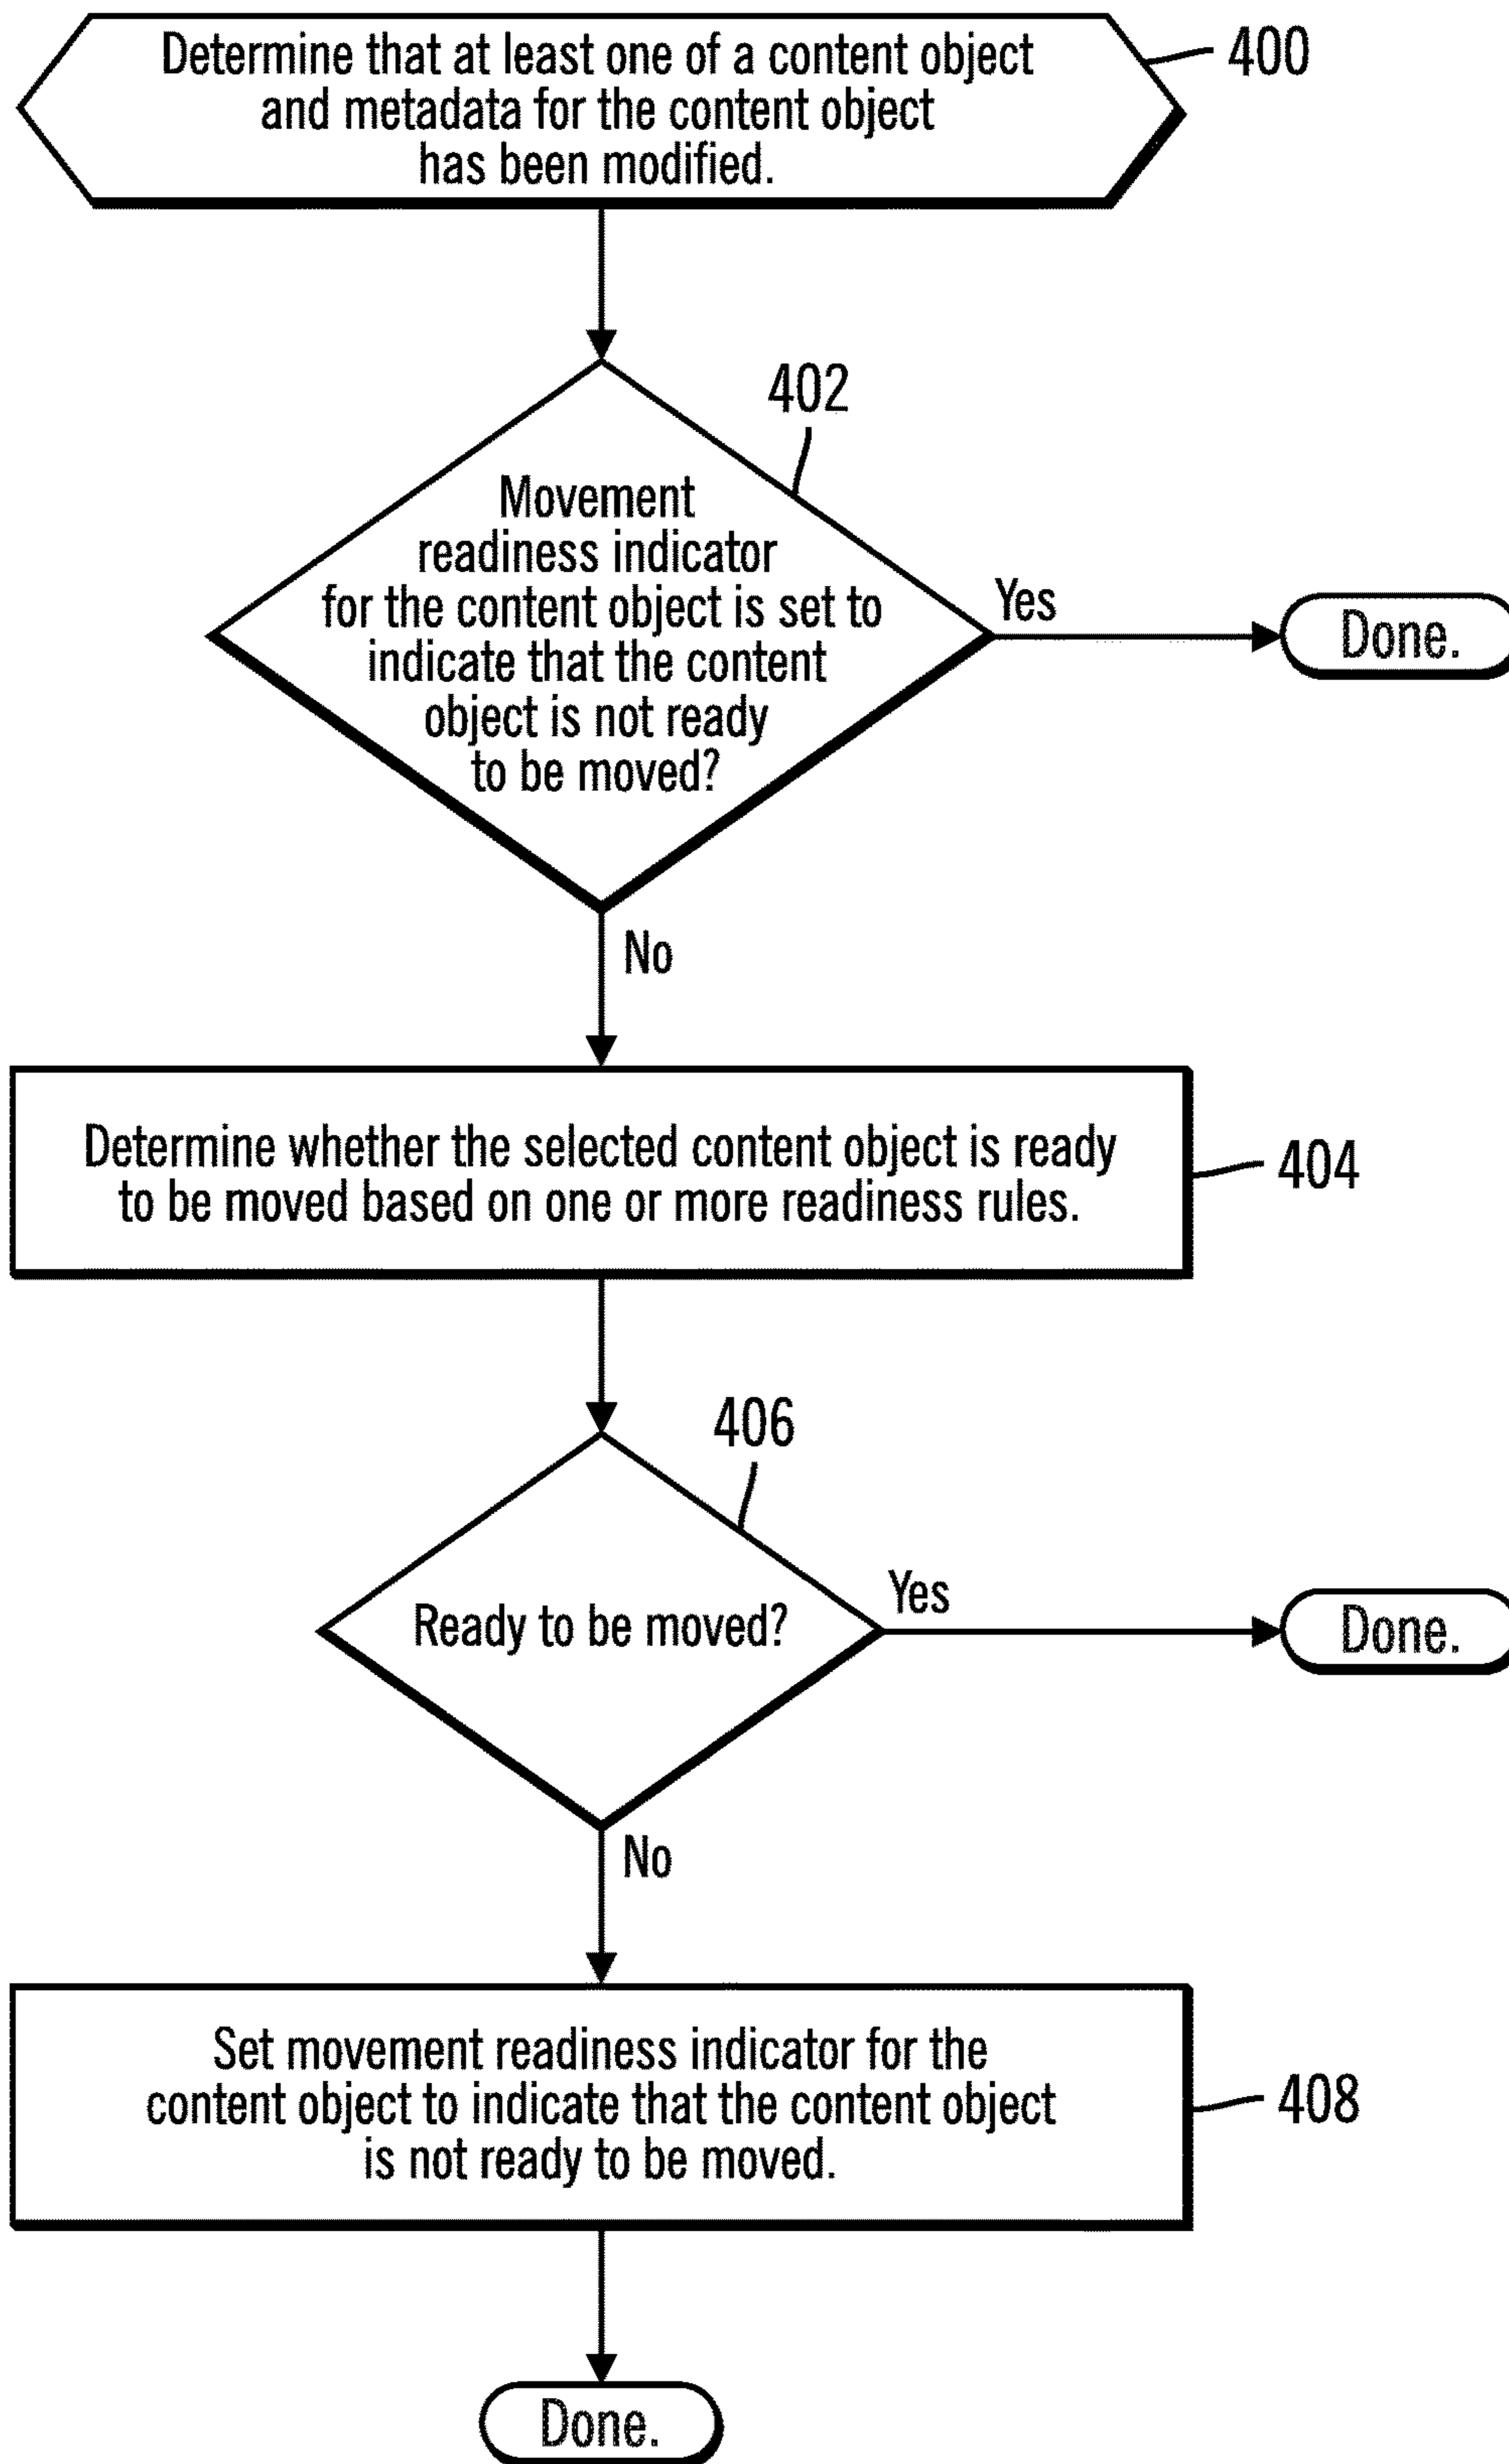 Determine that at least one of a content object
and metadata for the content object
has been modified.
400
402
Movement
readiness indicator
for the content object is set to
indicate that the content
object is not ready
to be moved?
Yes
Done.
No
Determine whether the selected content object is ready
to be moved based on one or more readiness rules.
404
406
Ready to be moved?
Yes
Done.
No
Set movement readiness indicator for the
content object to indicate that the content object
is not ready to be moved.
408
Done.